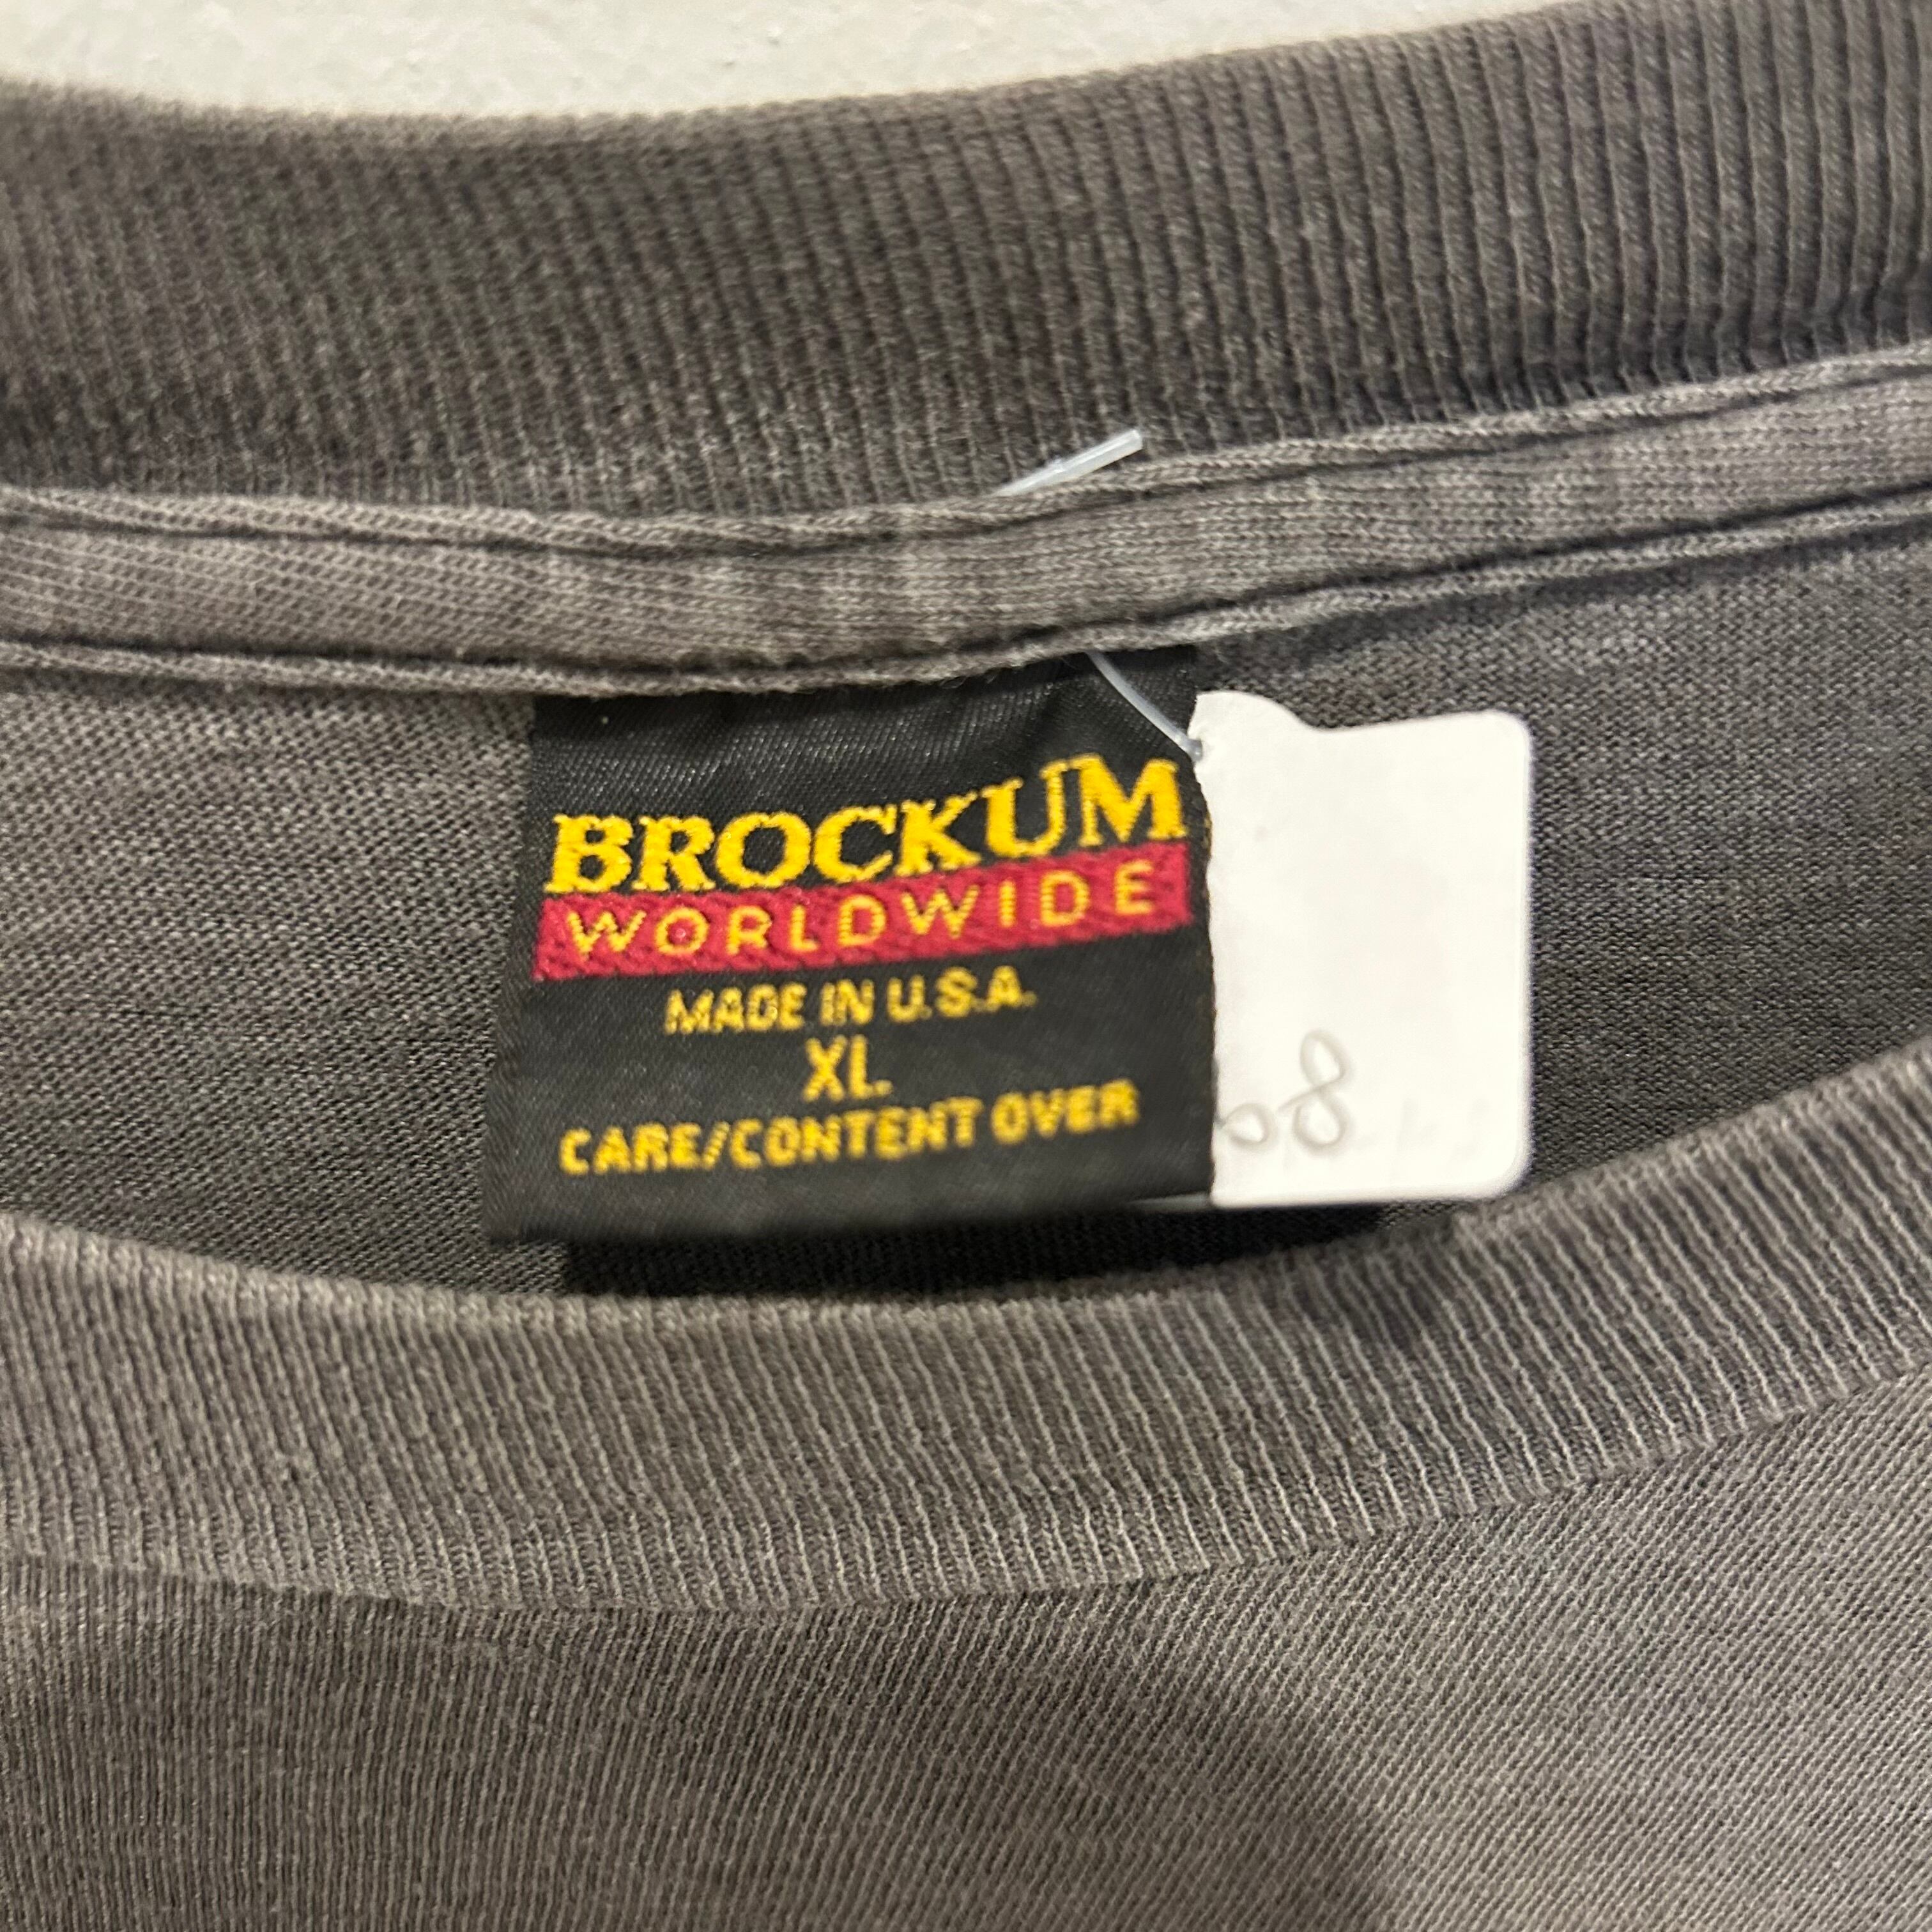 BROCKUM
WORLDWIDE
MADE IN U.S.A.
XL
CARE/CONTENT OVER